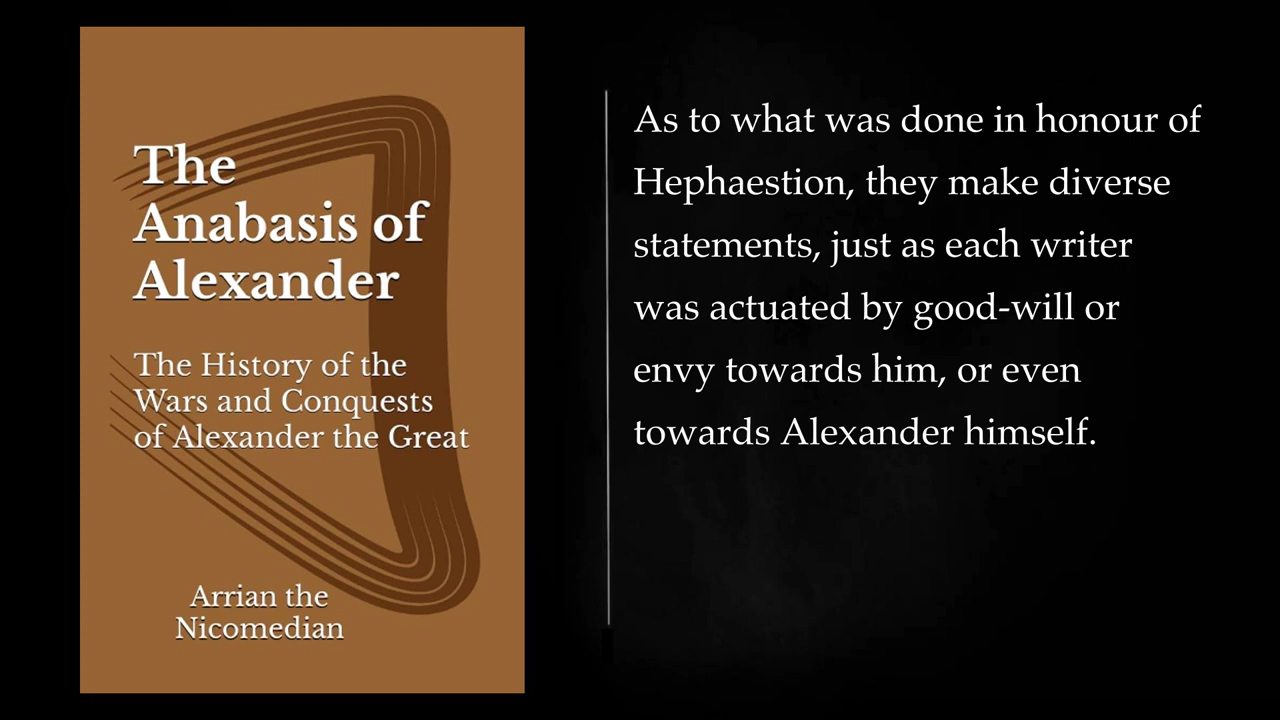 The
Anabasis of
Alexander
The History of the
Wars and Conquests
of Alexander the Great
Arrian the
Nicomedian
As to what was done in honour of
Hephaestion, they make diverse
statements, just as each writer
was actuated by good-will or
envy towards him, or even
towards Alexander himself.